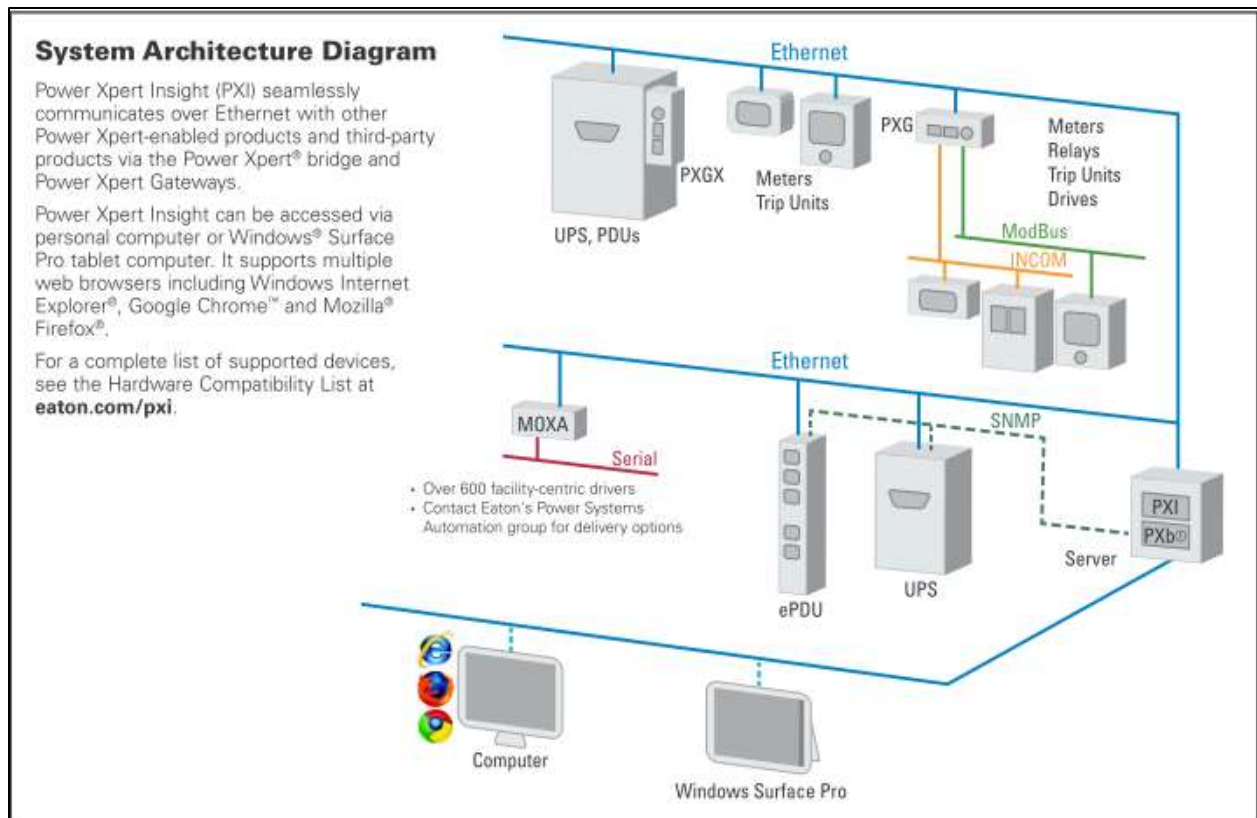 System Architecture Diagram
Power Xpert Insight (PXI) seamlessly
communicates over Ethernet with other
Power Xpert-enabled products and third-party
products via the Power Xpert® bridge and
Power Xpert Gateways.
Power Xpert Insight can be accessed via
personal computer or Windows® Surface
Pro tablet computer. It supports multiple
web browsers including Windows Internet
Explorer®, Google Chrome™ and Mozilla®
Firefox®.
For a complete list of supported devices,
see the Hardware Compatibility List at
eaton.com/pxi.
Ethernet
PXGX
UPS, PDUs
Meters
Trip Units
PXG
Meters
Relays
Trip Units
Drives
ModBus
INCOM
Ethernet
MOXA
Serial
• Over 600 facility-centric drivers
• Contact Eaton's Power Systems
Automation group for delivery options
SNMP
ePDU
UPS
PXI
PXb①
Server
Computer
Windows Surface Pro